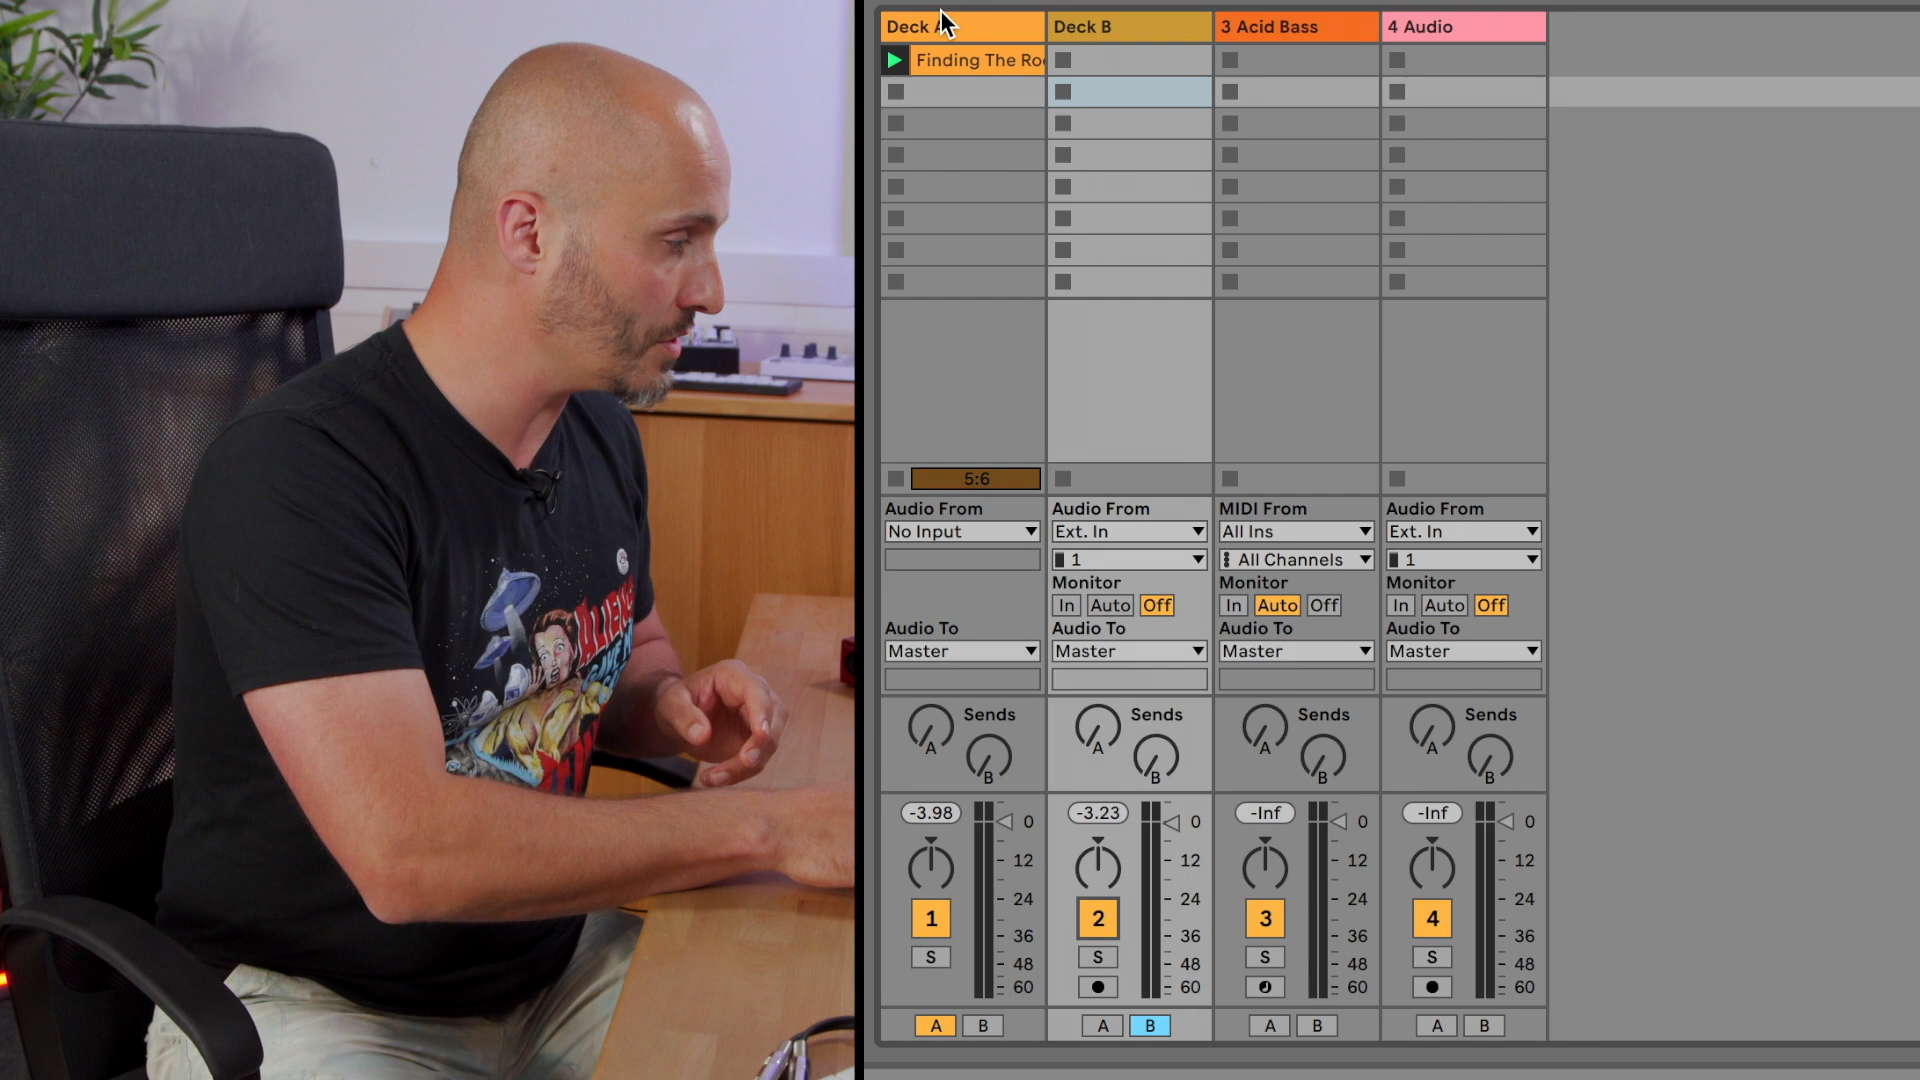 Deck A
Deck B
3 Acid Bass
4 Audio
Finding The Roo
5:6
Audio From
Audio From
MIDI From
Audio From
No Input
Ext. In
All Ins
Ext. In
1
All Channels
1
Monitor
Monitor
Monitor
In Auto Off
In Auto Off
In Auto Off
Audio To
Audio To
Audio To
Audio To
Master
Master
Master
Master
Sends
Sends
Sends
Sends
A
A
A
A
B
B
B
B
-3.98
-3.23
-Inf
-Inf
0
0
0
0
12
12
12
12
24
24
24
24
1
2
3
4
36
36
36
36
S
S
S
S
48
48
48
48
60
60
60
60
A B
A B
A B
A B